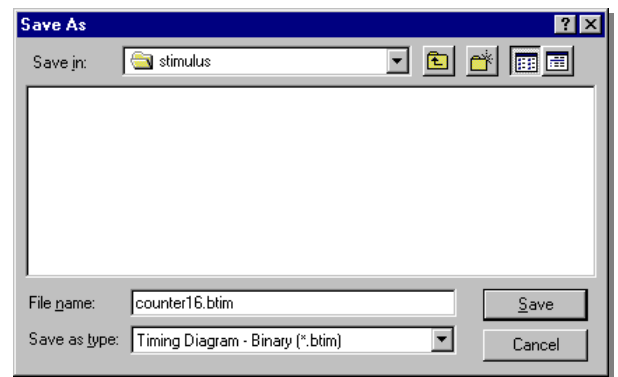 Save As
Save in: stimulus
File name: counter16.btim Save
Save as type: Timing Diagram - Binary (*.btim) Cancel